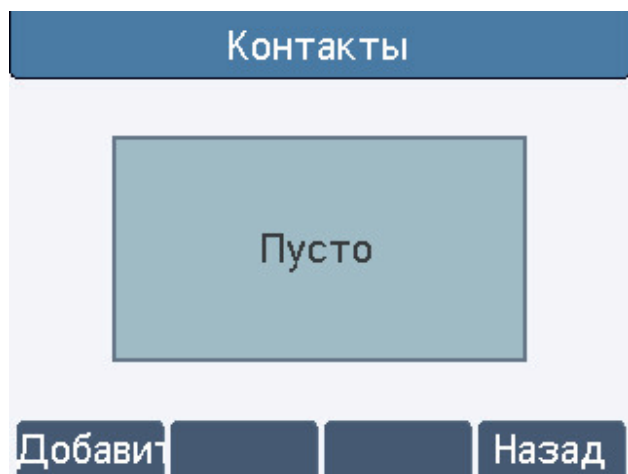 Контакты
Пусто
Добавит Назад